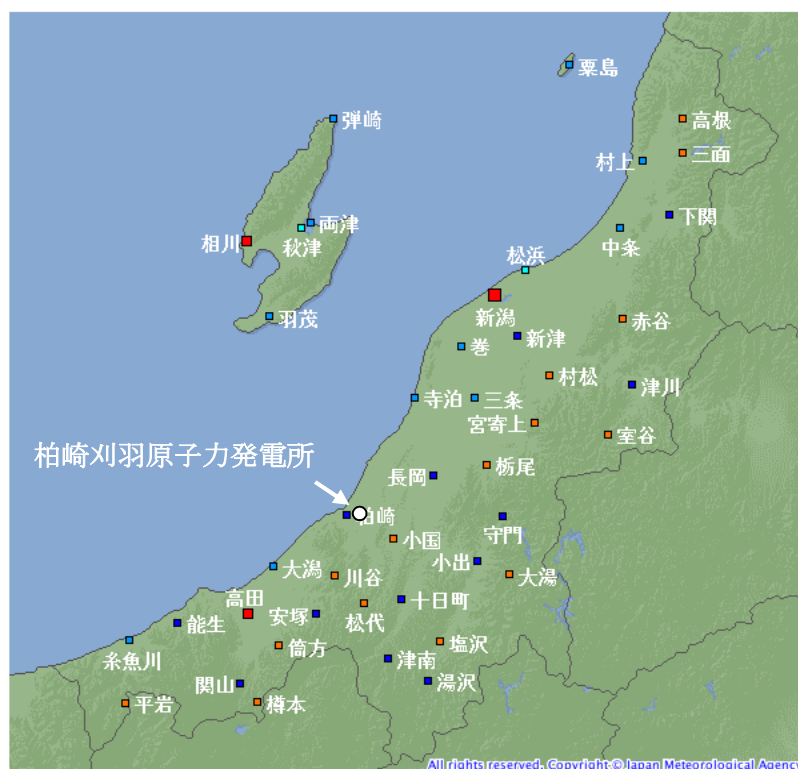 粟島
弾崎
高根
三面
村上
下関
両津
相川
秋津
中条
松浜
羽茂
新潟
赤谷
新津
巻
村松
津川
寺泊
三条
宮寄上
室谷
柏崎刈羽原子力発電所
長岡
栃尾
柏崎
守門
小国
小出
大潟
川谷
大湯
高田
安塚
十日町
松代
能生
糸魚川
筒方
塩沢
津南
関山
湯沢
平岩
樽本
All rights reserved. Copyright © Japan Meteorological Agency